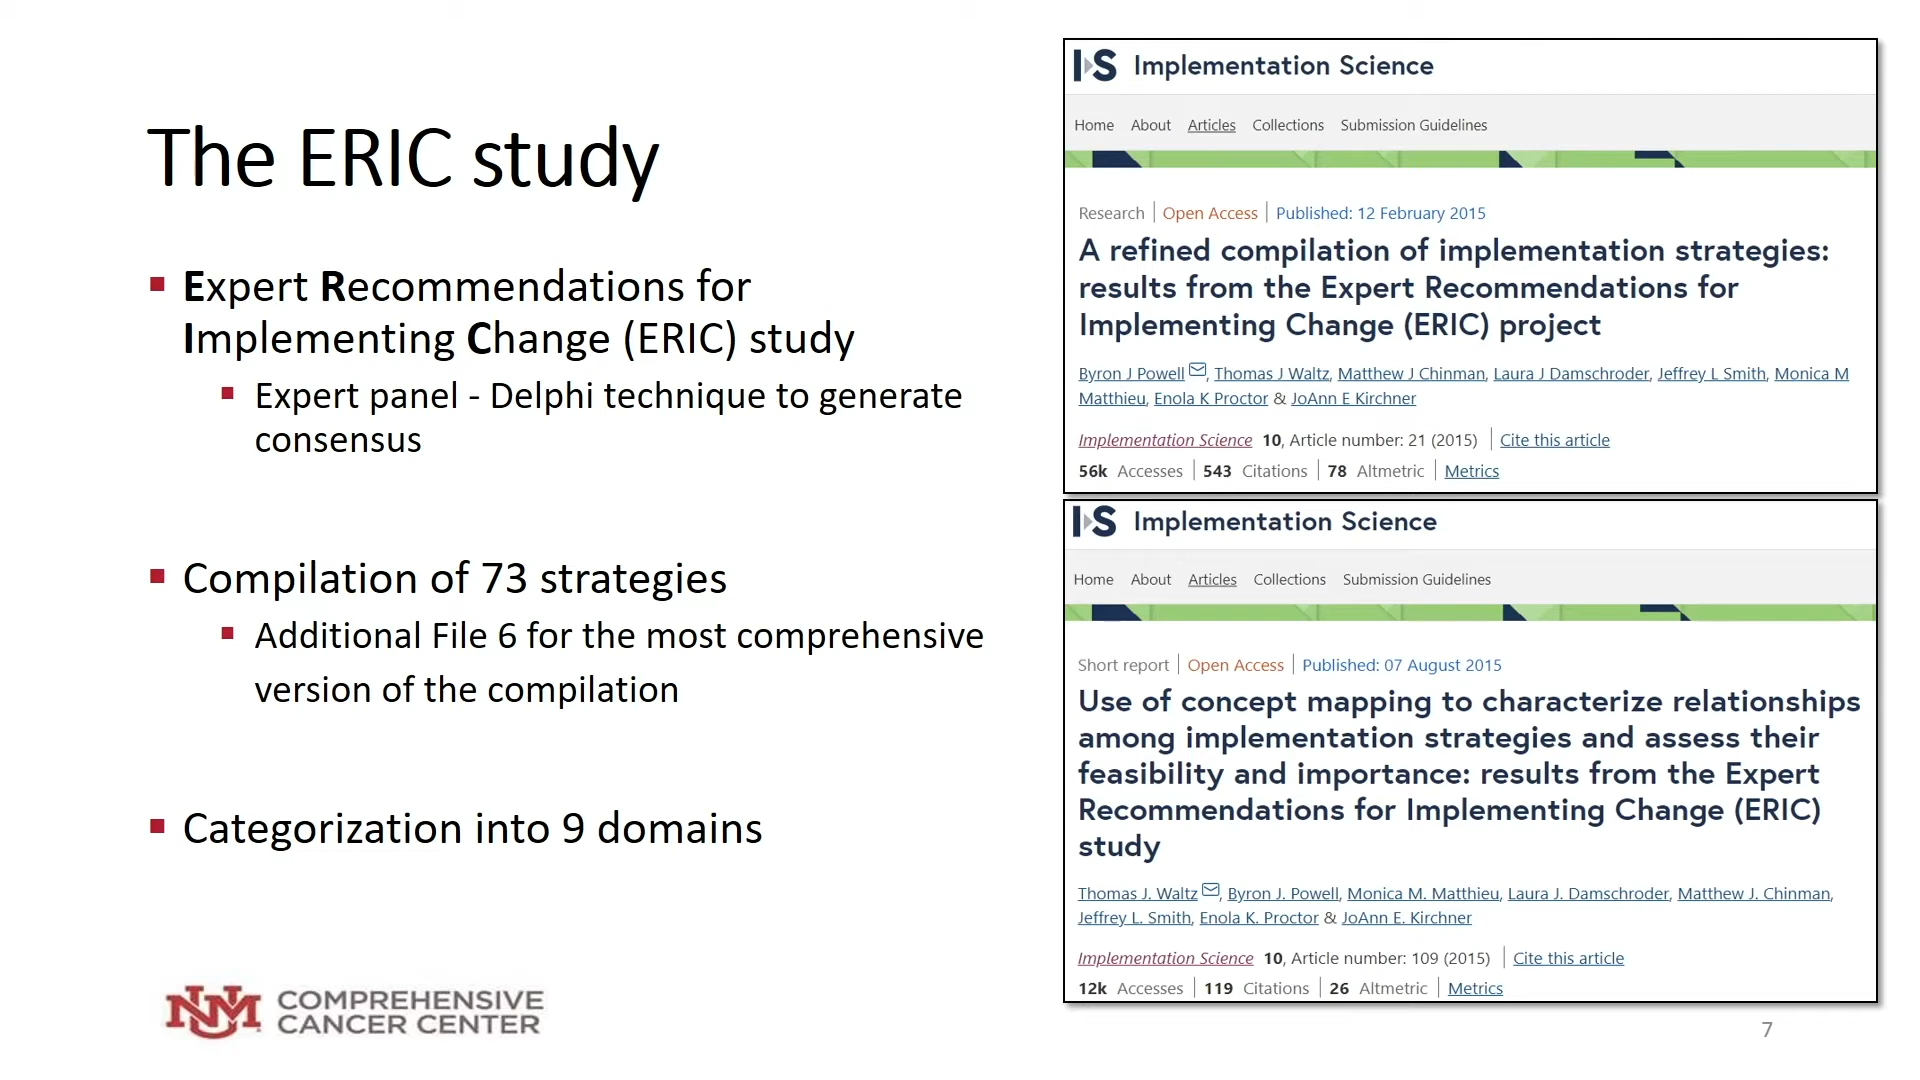 The ERIC study
Expert Recommendations for
Implementing Change (ERIC) study
Expert panel - Delphi technique to generate
consensus
Compilation of 73 strategies
Additional File 6 for the most comprehensive
version of the compilation
Categorization into 9 domains
UNM COMPREHENSIVE
CANCER CENTER
IS Implementation Science
Home About Articles Collections Submission Guidelines
Research | Open Access | Published: 12 February 2015
A refined compilation of implementation strategies:
results from the Expert Recommendations for
Implementing Change (ERIC) project
Byron J Powell, Thomas J Waltz, Matthew J Chinman, Laura J Damschroder, Jeffrey L Smith, Monica M
Matthieu, Enola K Proctor & JoAnn E Kirchner
Implementation Science 10, Article number: 21 (2015) | Cite this article
56k Accesses | 543 Citations | 78 Altmetric | Metrics
IS Implementation Science
Home About Articles Collections Submission Guidelines
Short report | Open Access | Published: 07 August 2015
Use of concept mapping to characterize relationships
among implementation strategies and assess their
feasibility and importance: results from the Expert
Recommendations for Implementing Change (ERIC)
study
Thomas J. Waltz, Byron J. Powell, Monica M. Matthieu, Laura J. Damschroder, Matthew J. Chinman,
Jeffrey L. Smith, Enola K. Proctor & JoAnn E. Kirchner
Implementation Science 10, Article number: 109 (2015) | Cite this article
12k Accesses | 119 Citations | 26 Altmetric | Metrics
7